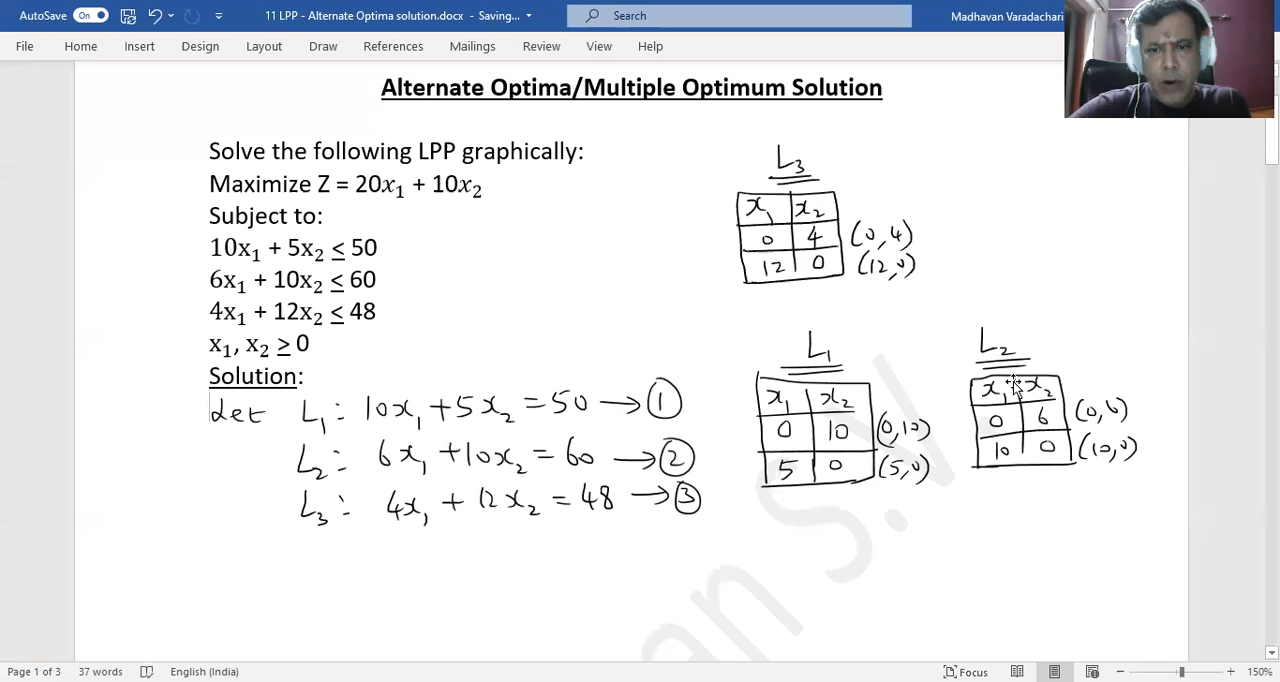 AutoSave On 11 LPP - Alternate Optima solution.docx - Saving... Search Madhavan Varadachari
File Home Insert Design Layout Draw References Mailings Review View Help
Alternate Optima/Multiple Optimum Solution
Solve the following LPP graphically:
Maximize Z = 20x₁ + 10x₂
Subject to:
10x₁ + 5x₂ ≤ 50
6x₁ + 10x₂ ≤ 60
4x₁ + 12x₂ ≤ 48
x₁, x₂ ≥ 0
Solution:
Let L₁: 10x₁ + 5x₂ = 50 → ①
L₂: 6x₁ + 10x₂ = 60 → ②
L₃: 4x₁ + 12x₂ = 48 → ③
L₃
x₁ x₂
0 4 (0,4)
12 0 (12,0)
L₁
x₁ x₂
0 10 (0,10)
5 0 (5,0)
L₂
x₁ x₂
0 6 (0,6)
10 0 (10,0)
an S.V
Page 1 of 3 37 words English (India) Focus 150%